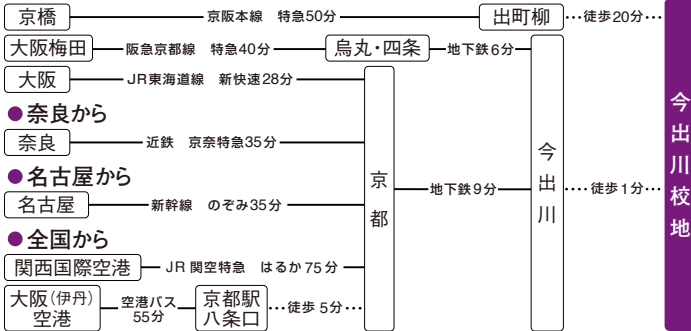 京橋 京阪本線 特急50分 出町柳 …徒歩20分…
大阪梅田 阪急京都線 特急40分 烏丸・四条 地下鉄6分
大阪 JR東海道線 新快速28分
●奈良から
奈良 近鉄 京奈特急35分
京都 地下鉄9分 今出川 …徒歩1分… 今出川校地
●名古屋から
名古屋 新幹線 のぞみ35分
●全国から
関西国際空港 JR関空特急 はるか75分
大阪(伊丹)空港 空港バス55分 京都駅八条口 …徒歩5分…